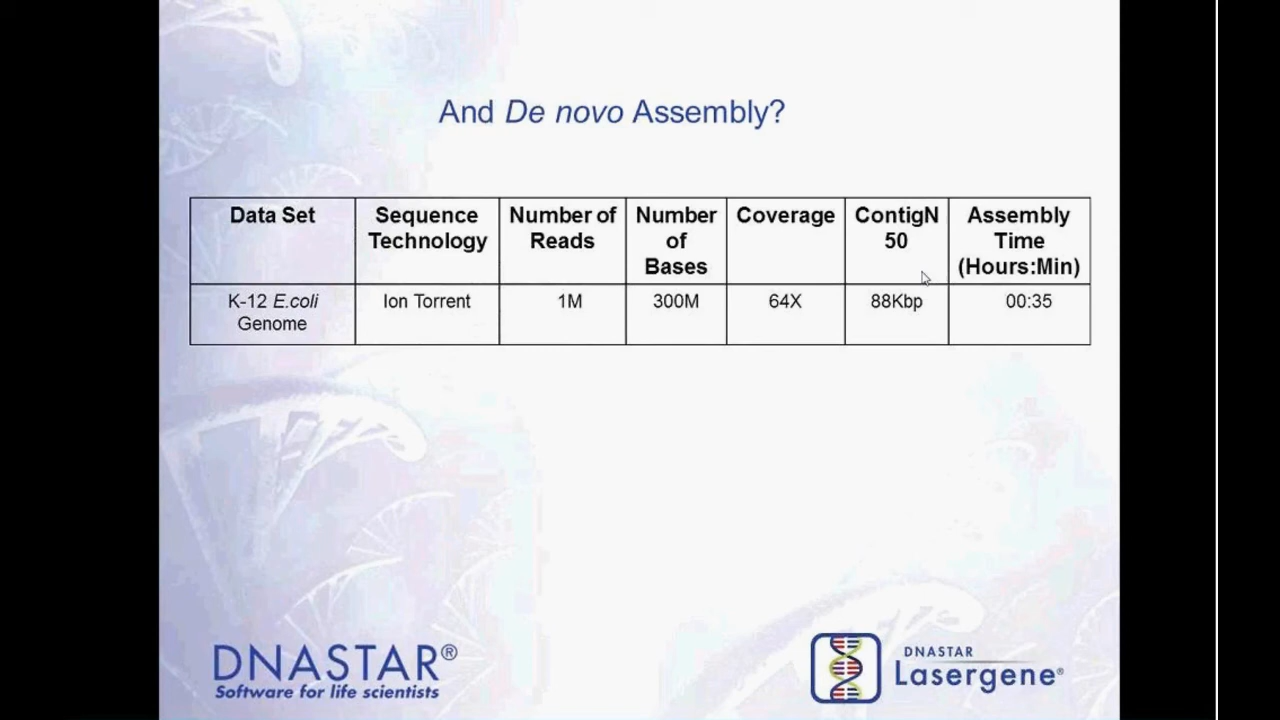 And De novo Assembly?
Data Set Sequence Number of Number Coverage ContigN Assembly
Technology Reads of 50 Time
Bases (Hours:Min)
K-12 E.coli Ion Torrent 1M 300M 64X 88Kbp 00:35
Genome
DNASTAR®
Software for life scientists
DNASTAR
Lasergene®